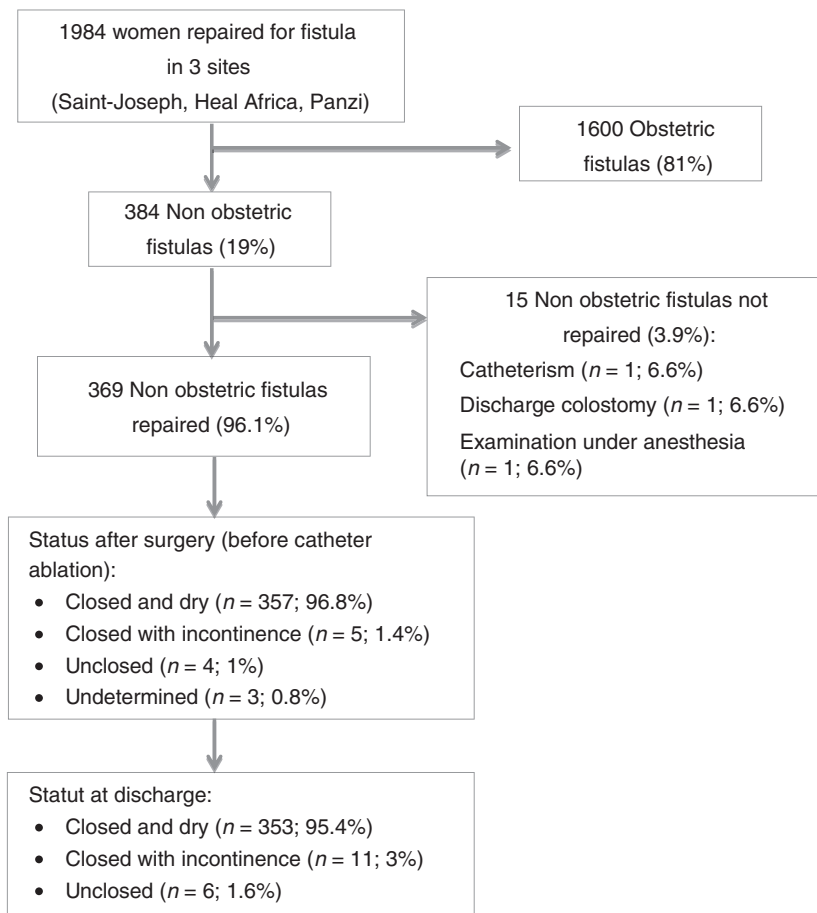 1984 women repaired for fistula
in 3 sites
(Saint-Joseph, Heal Africa, Panzi)
1600 Obstetric
fistulas (81%)
384 Non obstetric
fistulas (19%)
15 Non obstetric fistulas not
repaired (3.9%):
Catheterism (n = 1; 6.6%)
Discharge colostomy (n = 1; 6.6%)
Examination under anesthesia
(n = 1; 6.6%)
369 Non obstetric fistulas
repaired (96.1%)
Status after surgery (before catheter
ablation):
• Closed and dry (n = 357; 96.8%)
• Closed with incontinence (n = 5; 1.4%)
• Unclosed (n = 4; 1%)
• Undetermined (n = 3; 0.8%)
Statut at discharge:
• Closed and dry (n = 353; 95.4%)
• Closed with incontinence (n = 11; 3%)
• Unclosed (n = 6; 1.6%)